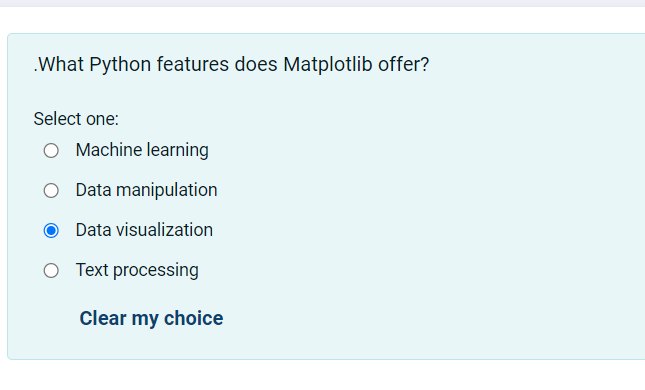 .What Python features does Matplotlib offer?
Select one:
Machine learning
Data manipulation
Data visualization
Text processing
Clear my choice